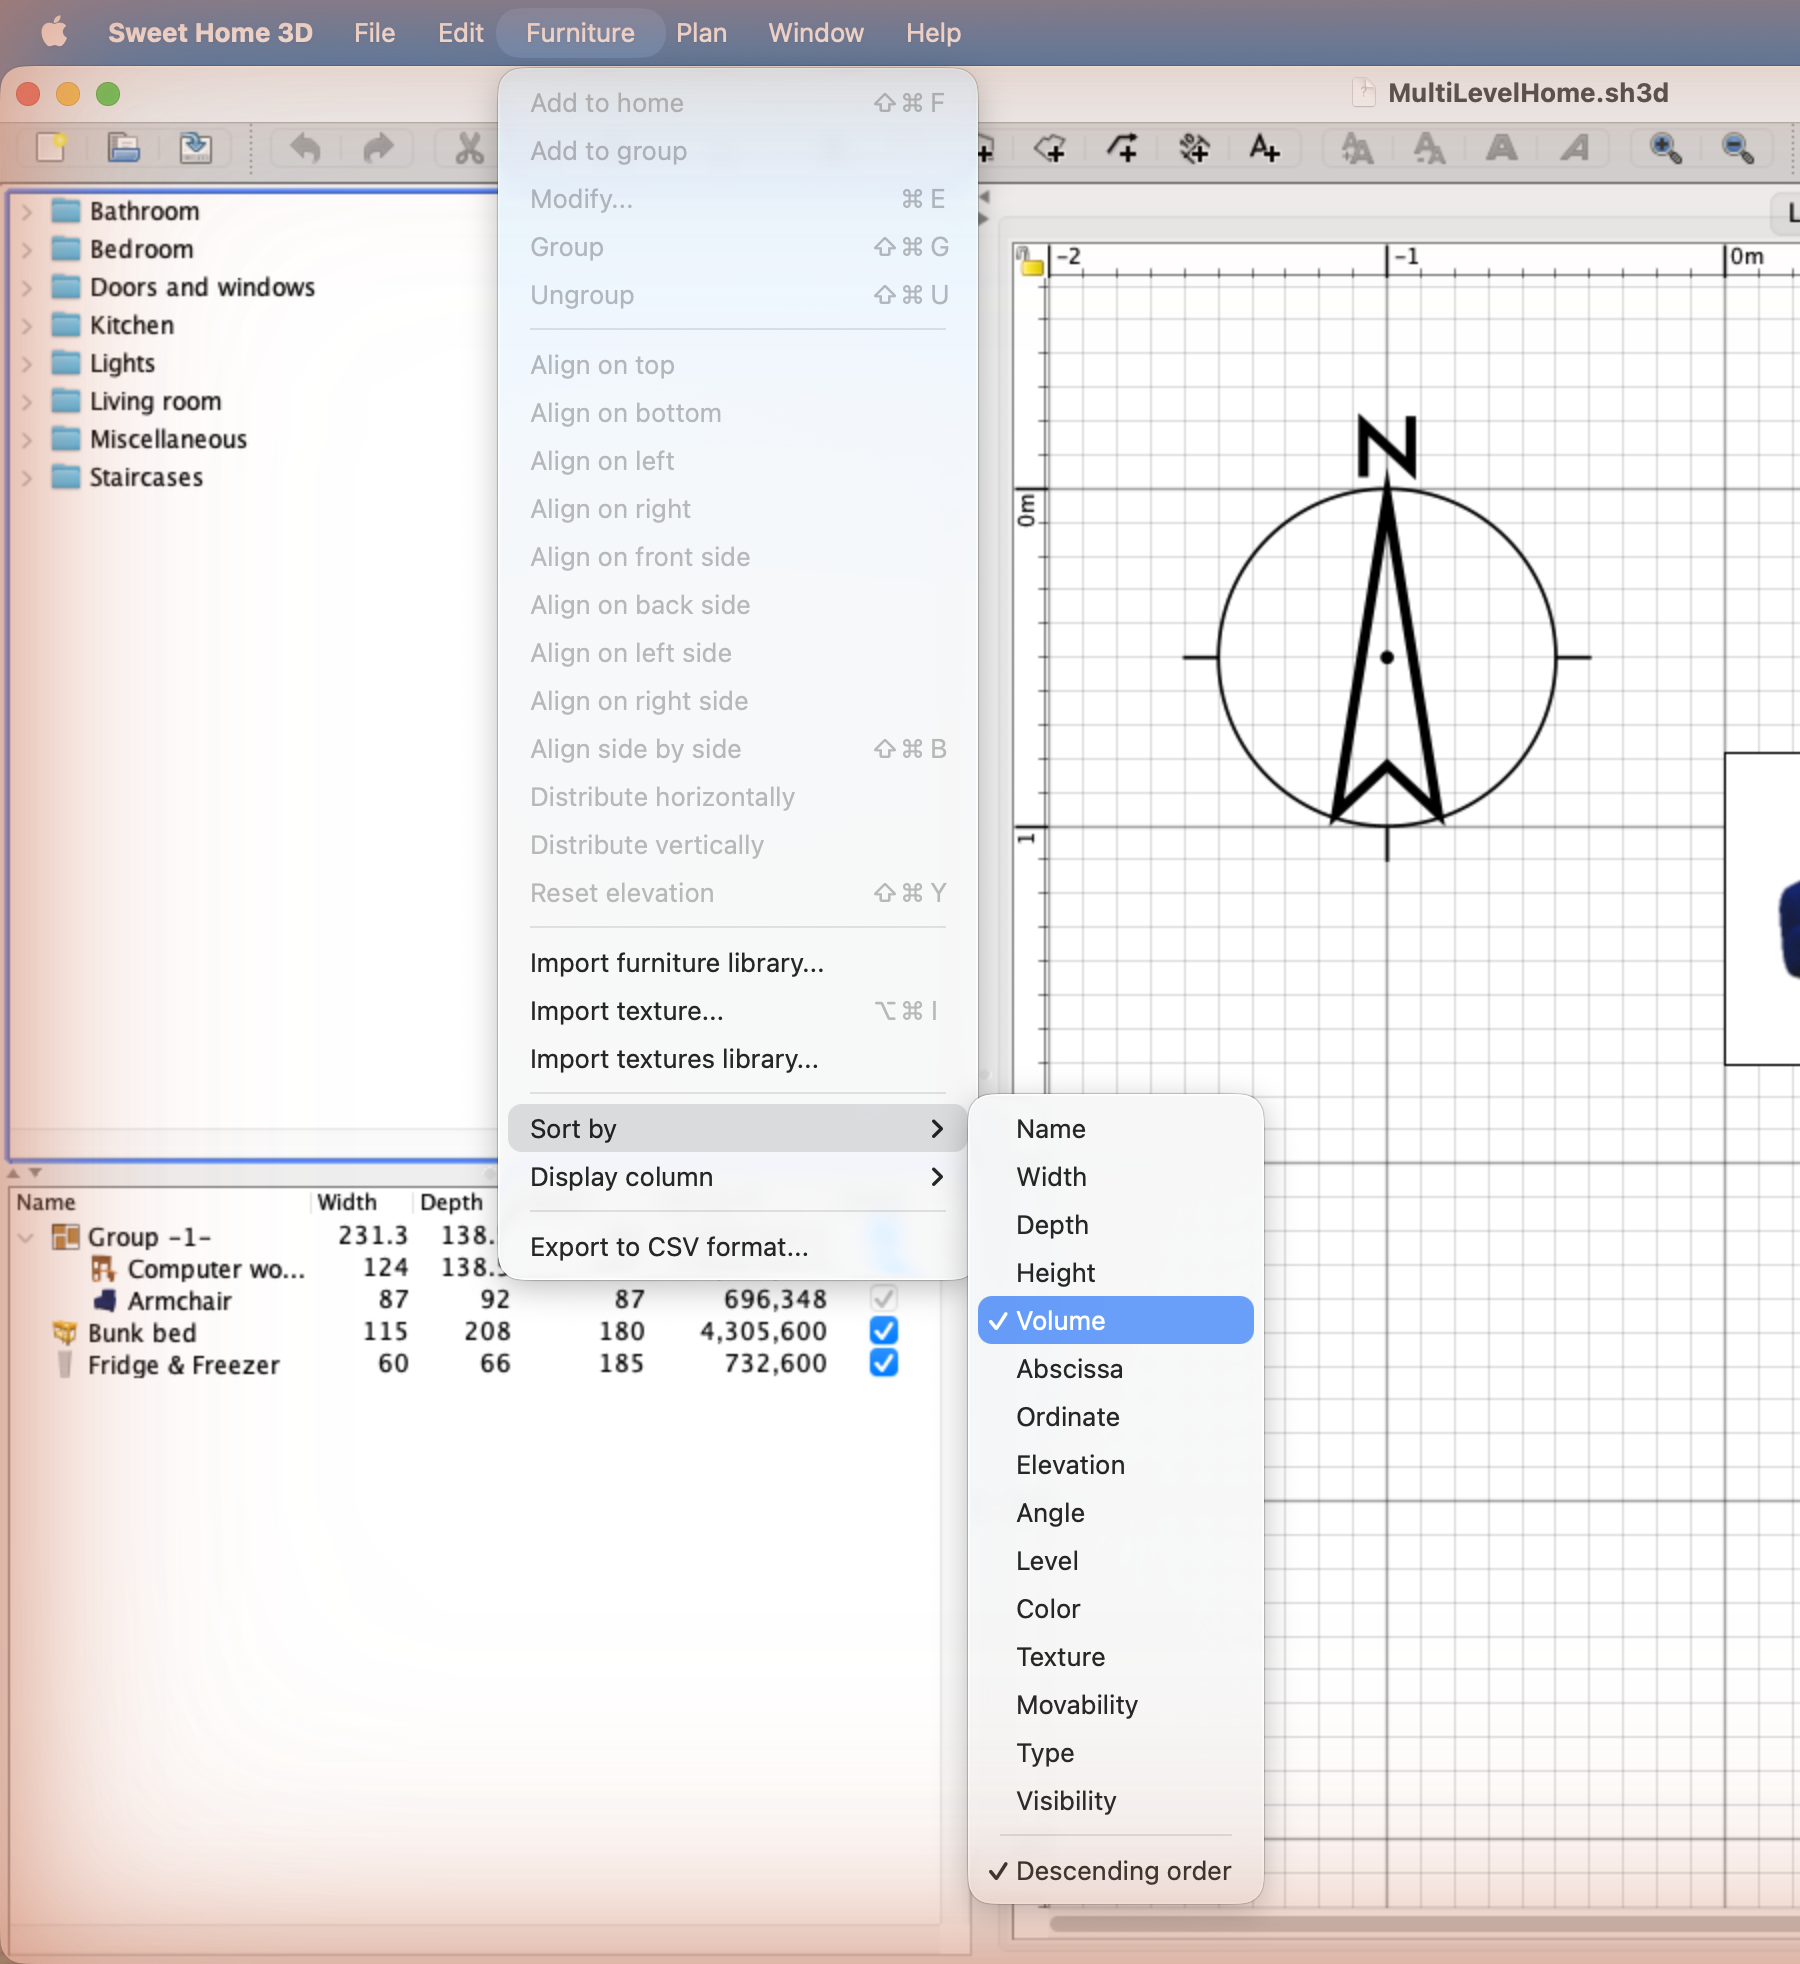 Sweet Home 3D File Edit Furniture Plan Window Help
MultiLevelHome.sh3d
Bathroom
Bedroom
Doors and windows
Kitchen
Lights
Living room
Miscellaneous
Staircases
Name Width Depth
Group -1- 231.3 138.
Computer wo... 124 138.5
Armchair 87 92 87 696,348
Bunk bed 115 208 180 4,305,600
Fridge & Freezer 60 66 185 732,600
Add to home ⇧⌘F
Add to group
Modify... ⌘E
Group ⇧⌘G
Ungroup ⇧⌘U
Align on top
Align on bottom
Align on left
Align on right
Align on front side
Align on back side
Align on left side
Align on right side
Align side by side ⇧⌘B
Distribute horizontally
Distribute vertically
Reset elevation ⇧⌘Y
Import furniture library...
Import texture... ⌥⌘I
Import textures library...
Sort by
Display column
Export to CSV format...
Name
Width
Depth
Height
Volume
Abscissa
Ordinate
Elevation
Angle
Level
Color
Texture
Movability
Type
Visibility
Descending order
-2 -1 0m
0m
1
N